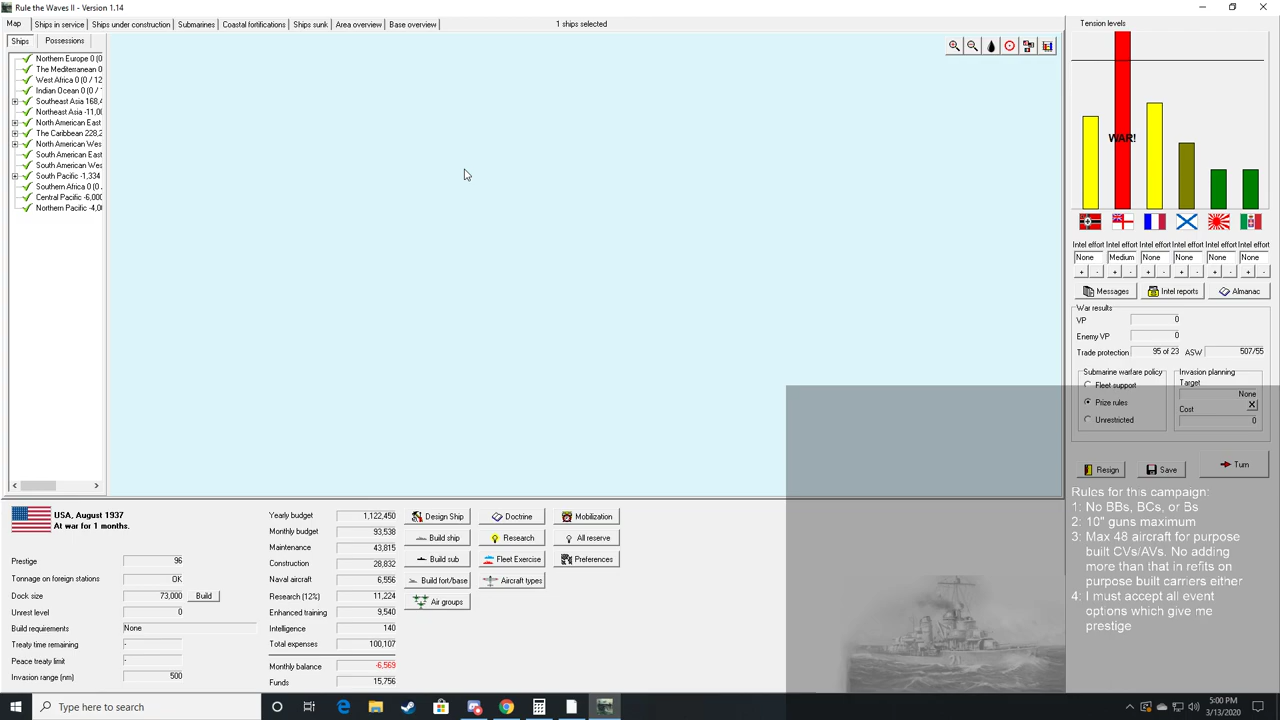 Rule the Waves II - Version 1.14
Map Ships in service Ships under construction Submarines Coastal fortifications Ships sunk Area overview Base overview 1 ships selected
Ships Possessions
Northern Europe 0 (0
The Mediterranean 0
West Africa 0 (0 / 12
Indian Ocean 0 (0 / 1
Southeast Asia 168,4
Northeast Asia -11,00
North American East
The Caribbean 228,2
North American Wes
South American East
South American Wes
South Pacific -1,334
Southern Africa 0 (0 /
Central Pacific -6,000
Northern Pacific -4,00
Tension levels
WAR!
Intel effort Intel effort Intel effort Intel effort Intel effort Intel effort
None Medium None None None None
+ - + - + - + - + - + -
Messages Intel reports Almanac
War results
VP 0
Enemy VP 0
Trade protection 95 of 23 ASW 507/55
Submarine warfare policy
Fleet support
Prize rules
Unrestricted
Invasion planning
Target
None
Cost X
0
Resign Save Turn
Rules for this campaign:
1: No BBs, BCs, or Bs
2: 10" guns maximum
3: Max 48 aircraft for purpose
built CVs/AVs. No adding
more than that in refits on
purpose built carriers either
4: I must accept all event
options which give me
prestige
USA, August 1937
At war for 1 months.
Prestige 96
Tonnage on foreign stations OK
Dock size 73,000 Build
Unrest level 0
Build requirements None
Treaty time remaining -
Peace treaty limit -
Invasion range (nm) 500
Yearly budget 1,122,450
Monthly budget 93,538
Maintenance 43,815
Construction 28,832
Naval aircraft 6,556
Research (12%) 11,224
Enhanced training 9,540
Intelligence 140
Total expenses 100,107
Monthly balance -6,569
Funds 15,756
Design Ship Doctrine Mobilization
Build ship Research All reserve
Build sub Fleet Exercise Preferences
Build fort/base Aircraft types
Air groups
Type here to search
5:00 PM
3/13/2020